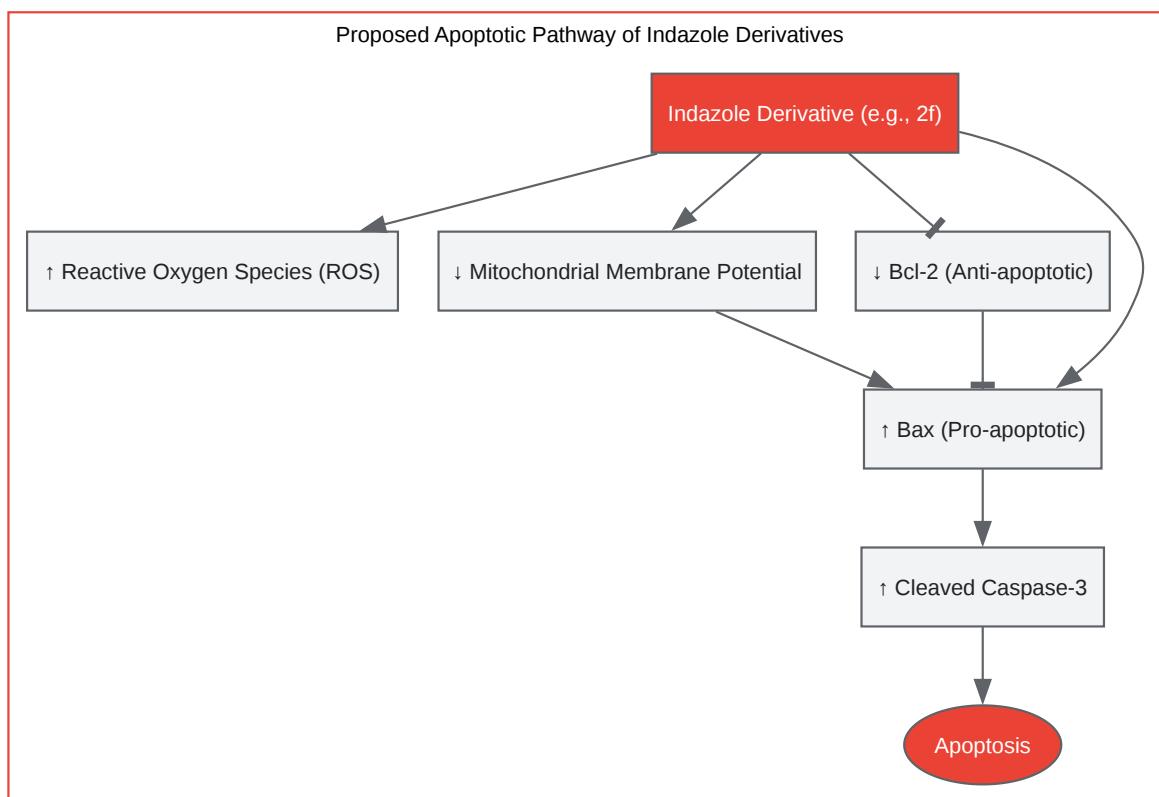 Proposed Apoptotic Pathway of Indazole Derivatives
Indazole Derivative (e.g., 2f)
↑ Reactive Oxygen Species (ROS)
↓ Mitochondrial Membrane Potential
↓ Bcl-2 (Anti-apoptotic)
↑ Bax (Pro-apoptotic)
↑ Cleaved Caspase-3
Apoptosis